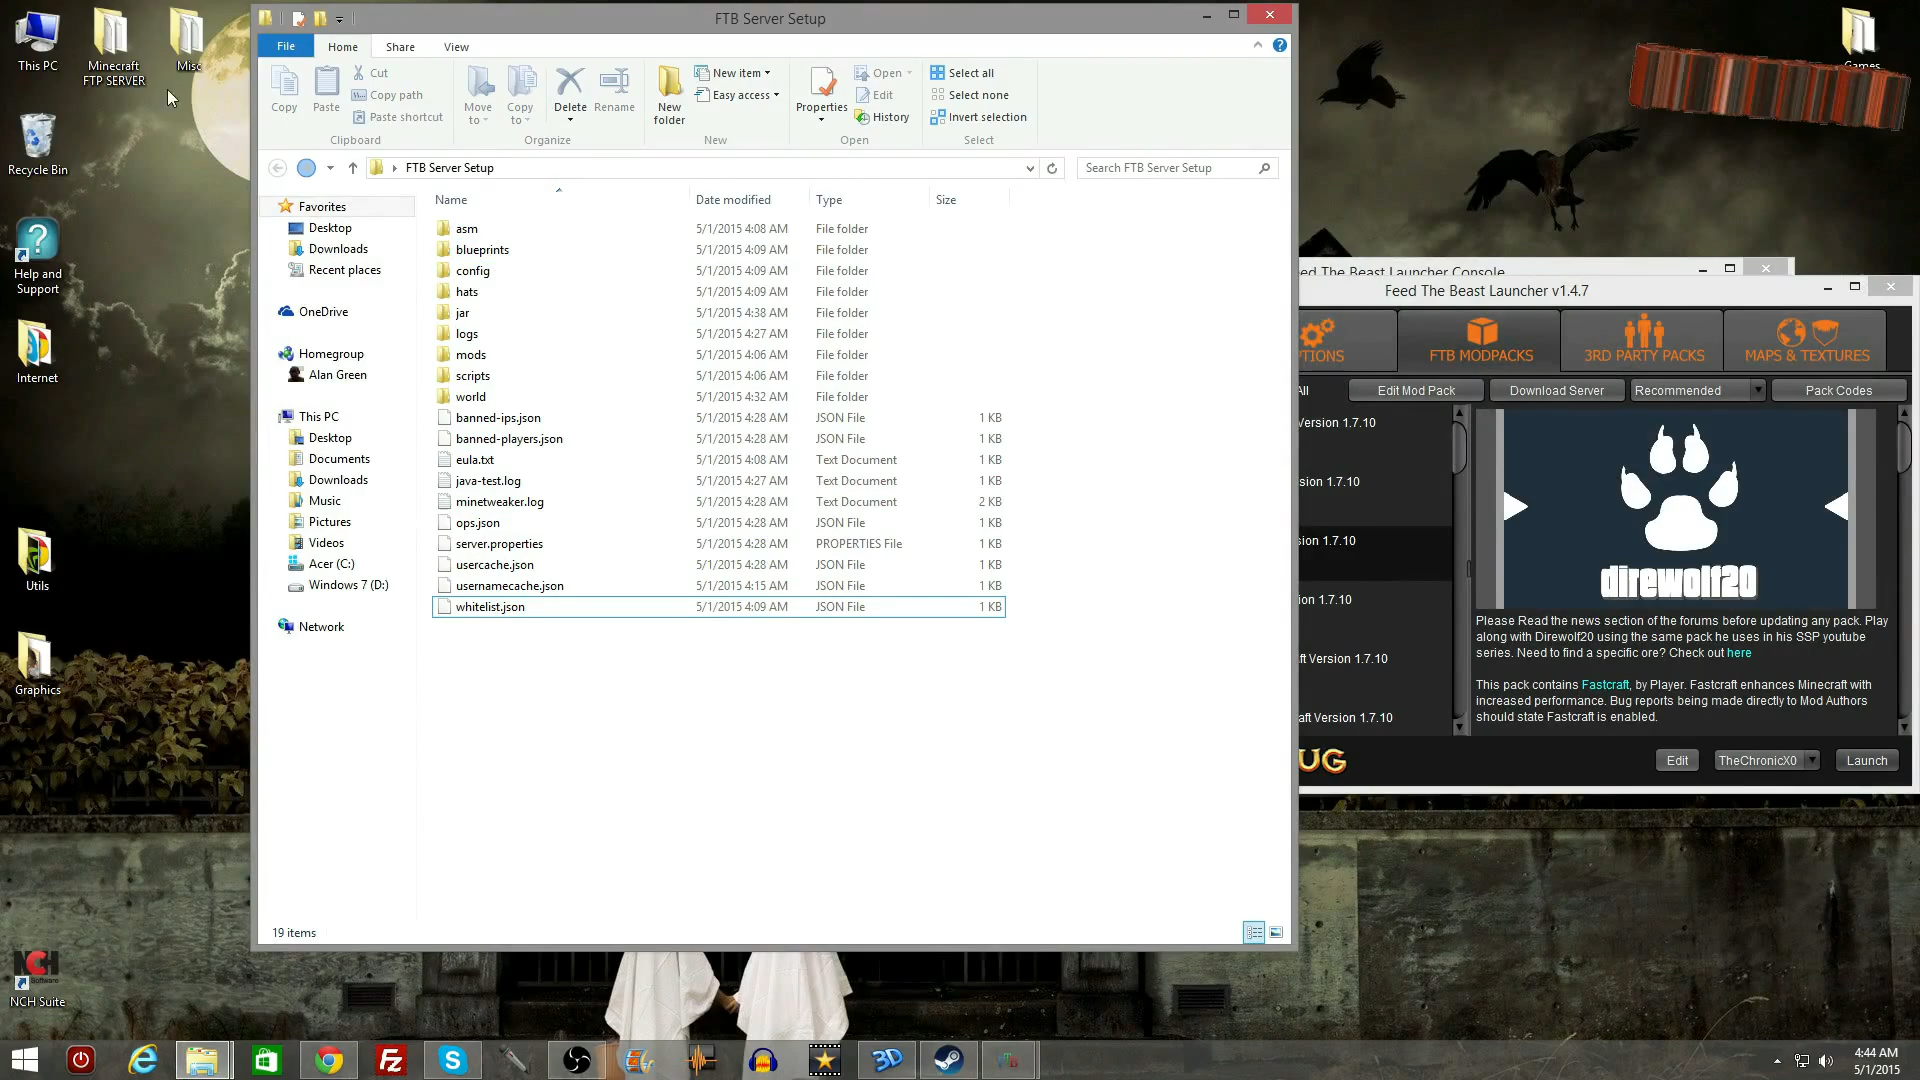 This PC
Minecraft
FTP SERVER
Misc
Recycle Bin
Help and
Support
Internet
Utils
Graphics
NCH
Software
NCH Suite
Games
FTB Server Setup
File
Home
Share
View
Copy
Paste
Cut
Copy path
Paste shortcut
Clipboard
Move
to
Copy
to
Delete
Rename
Organize
New
folder
New item
Easy access
New
Properties
Open
Edit
History
Open
Select all
Select none
Invert selection
Select
FTB Server Setup
Search FTB Server Setup
Favorites
Desktop
Downloads
Recent places
OneDrive
Homegroup
Alan Green
This PC
Desktop
Documents
Downloads
Music
Pictures
Videos
Acer (C:)
Windows 7 (D:)
Network
Name Date modified Type Size
asm 5/1/2015 4:08 AM File folder
blueprints 5/1/2015 4:09 AM File folder
config 5/1/2015 4:09 AM File folder
hats 5/1/2015 4:09 AM File folder
jar 5/1/2015 4:38 AM File folder
logs 5/1/2015 4:27 AM File folder
mods 5/1/2015 4:06 AM File folder
scripts 5/1/2015 4:06 AM File folder
world 5/1/2015 4:32 AM File folder
banned-ips.json 5/1/2015 4:28 AM JSON File 1 KB
banned-players.json 5/1/2015 4:28 AM JSON File 1 KB
eula.txt 5/1/2015 4:08 AM Text Document 1 KB
java-test.log 5/1/2015 4:27 AM Text Document 1 KB
minetweaker.log 5/1/2015 4:28 AM Text Document 2 KB
ops.json 5/1/2015 4:28 AM JSON File 1 KB
server.properties 5/1/2015 4:28 AM PROPERTIES File 1 KB
usercache.json 5/1/2015 4:28 AM JSON File 1 KB
usernamecache.json 5/1/2015 4:15 AM JSON File 1 KB
whitelist.json 5/1/2015 4:09 AM JSON File 1 KB
19 items
eed The Beast Launcher Console
Feed The Beast Launcher v1.4.7
TIONS
FTB MODPACKS
3RD PARTY PACKS
MAPS & TEXTURES
All
Edit Mod Pack
Download Server
Recommended
Pack Codes
ersion 1.7.10
sion 1.7.10
sion 1.7.10
ion 1.7.10
ft Version 1.7.10
aft Version 1.7.10
direwolf20
Please Read the news section of the forums before updating any pack. Play
along with Direwolf20 using the same pack he uses in his SSP youtube
series. Need to find a specific ore? Check out here
This pack contains Fastcraft, by Player. Fastcraft enhances Minecraft with
increased performance. Bug reports being made directly to Mod Authors
should state Fastcraft is enabled.
UG
Edit
TheChronicX0
Launch
4:44 AM
5/1/2015